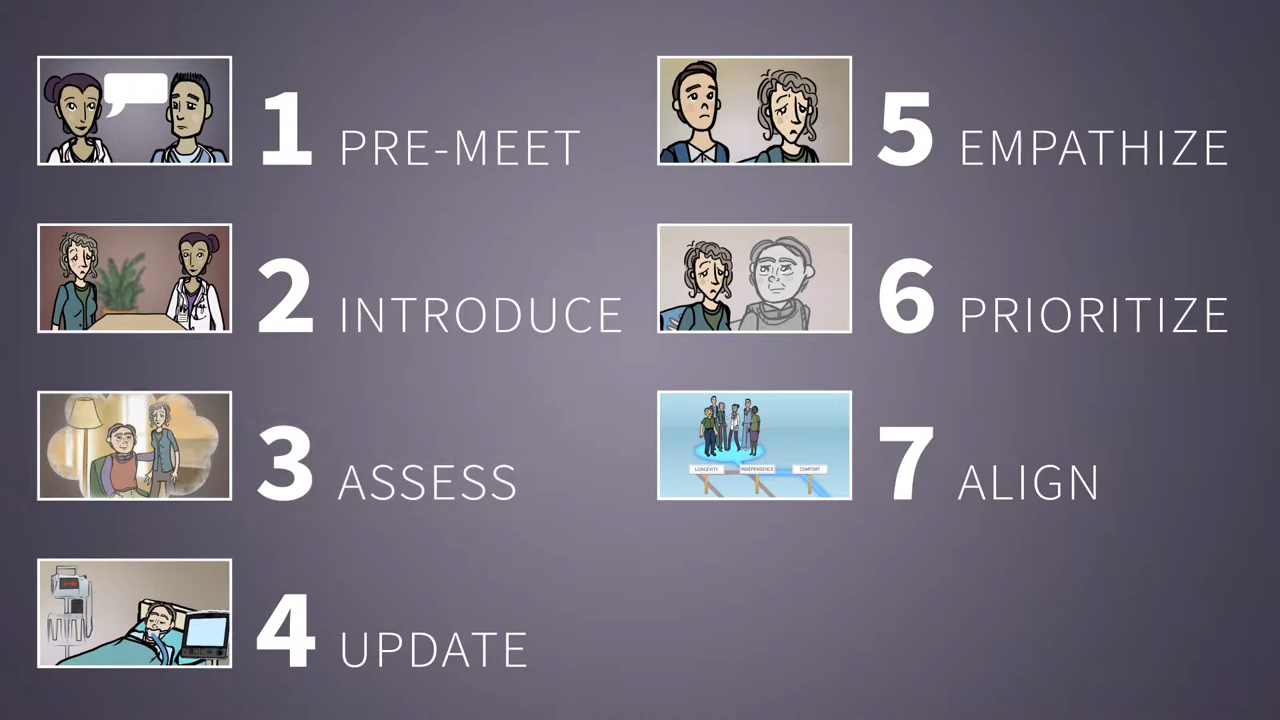 1 PRE-MEET
2 INTRODUCE
3 ASSESS
4 UPDATE
5 EMPATHIZE
6 PRIORITIZE
LONGEVITY INDEPENDENCE COMFORT
7 ALIGN